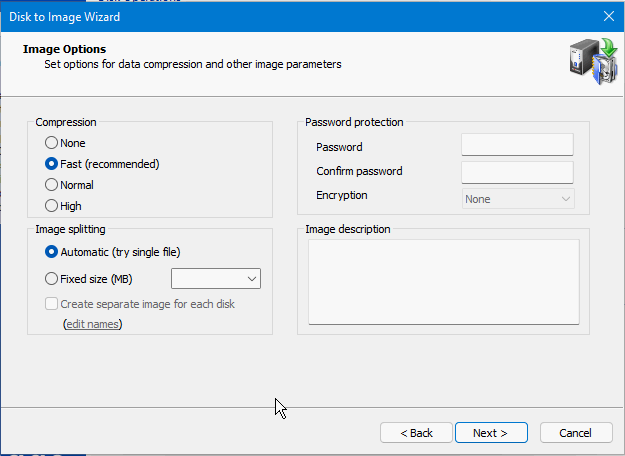 Disk to Image Wizard
Image Options
Set options for data compression and other image parameters
Compression
None
Fast (recommended)
Normal
High
Password protection
Password
Confirm password
Encryption
None
Image splitting
Automatic (try single file)
Fixed size (MB)
Create separate image for each disk
(edit names)
Image description
< Back
Next >
Cancel